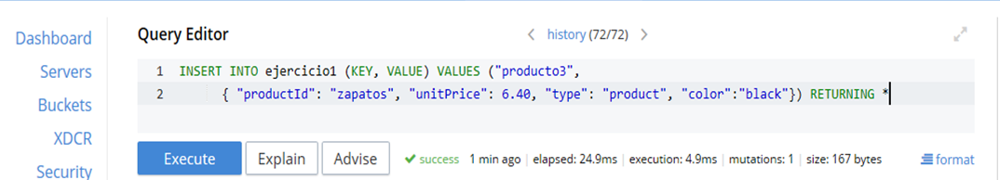 Dashboard
Servers
Buckets
XDCR
Security
Query Editor
< history (72/72) >
1 INSERT INTO ejercicio1 (KEY, VALUE) VALUES ("producto3",
2 { "productId": "zapatos", "unitPrice": 6.40, "type": "product", "color":"black"}) RETURNING *
Execute Explain Advise ✔ success 1 min ago | elapsed: 24.9ms | execution: 4.9ms | mutations: 1 | size: 167 bytes format